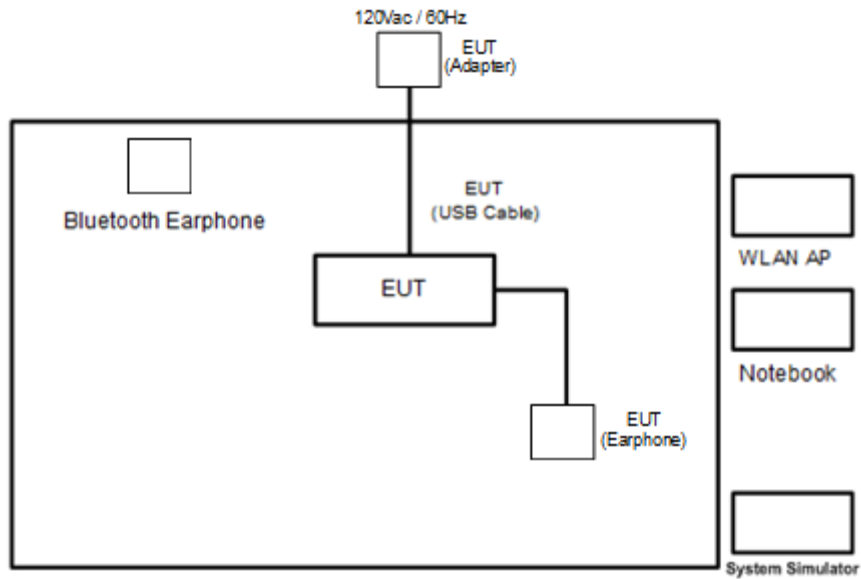 120Vac / 60Hz
EUT
(Adapter)
Bluetooth Earphone
EUT
(USB Cable)
EUT
WLAN AP
Notebook
EUT
(Earphone)
System Simulator